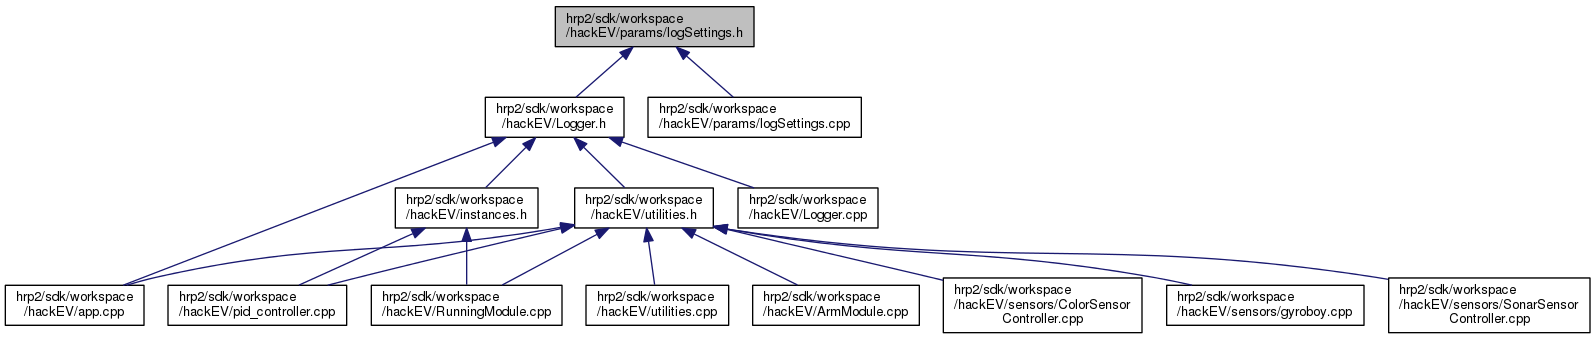 hrp2/sdk/workspace
/hackEV/params/logSettings.h
hrp2/sdk/workspace
/hackEV/Logger.h
hrp2/sdk/workspace
/hackEV/params/logSettings.cpp
hrp2/sdk/workspace
/hackEV/instances.h
hrp2/sdk/workspace
/hackEV/utilities.h
hrp2/sdk/workspace
/hackEV/Logger.cpp
hrp2/sdk/workspace
/hackEV/app.cpp
hrp2/sdk/workspace
/hackEV/pid_controller.cpp
hrp2/sdk/workspace
/hackEV/RunningModule.cpp
hrp2/sdk/workspace
/hackEV/utilities.cpp
hrp2/sdk/workspace
/hackEV/ArmModule.cpp
hrp2/sdk/workspace
/hackEV/sensors/ColorSensor
Controller.cpp
hrp2/sdk/workspace
/hackEV/sensors/gyroboy.cpp
hrp2/sdk/workspace
/hackEV/sensors/SonarSensor
Controller.cpp